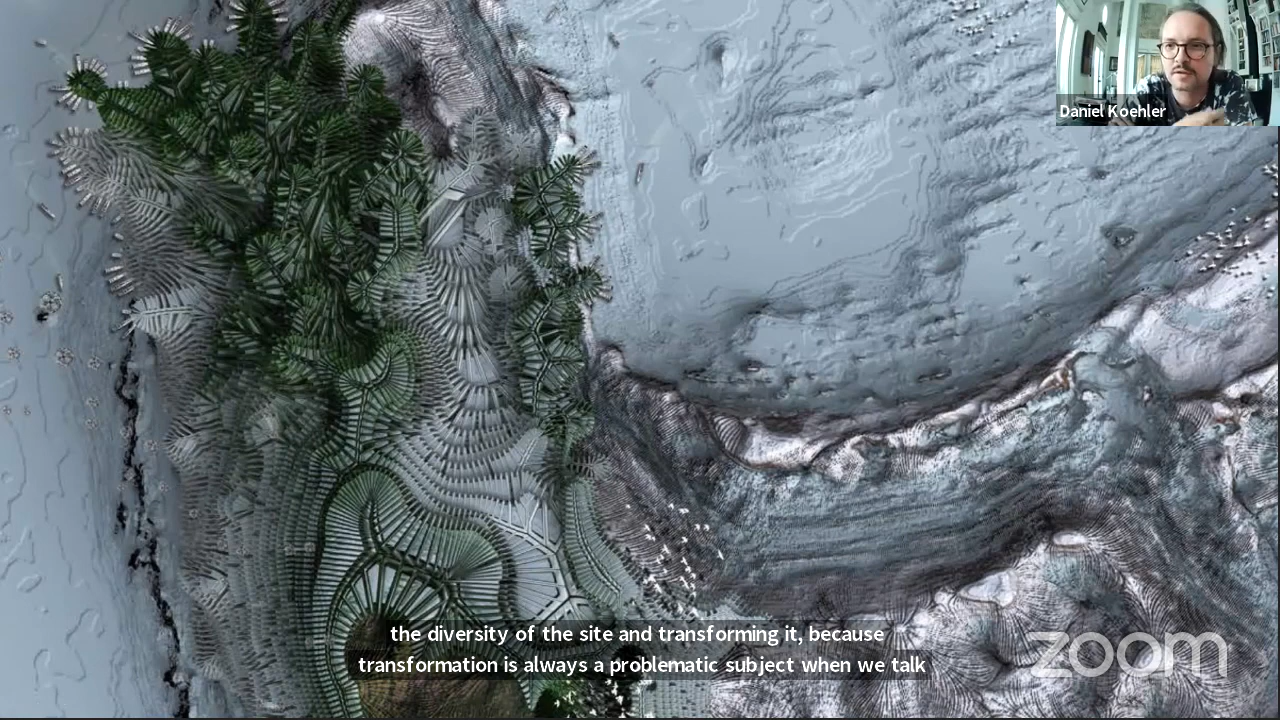 Daniel Koehler
the diversity of the site and transforming it, because
transformation is always a problematic subject when we talk
zoom